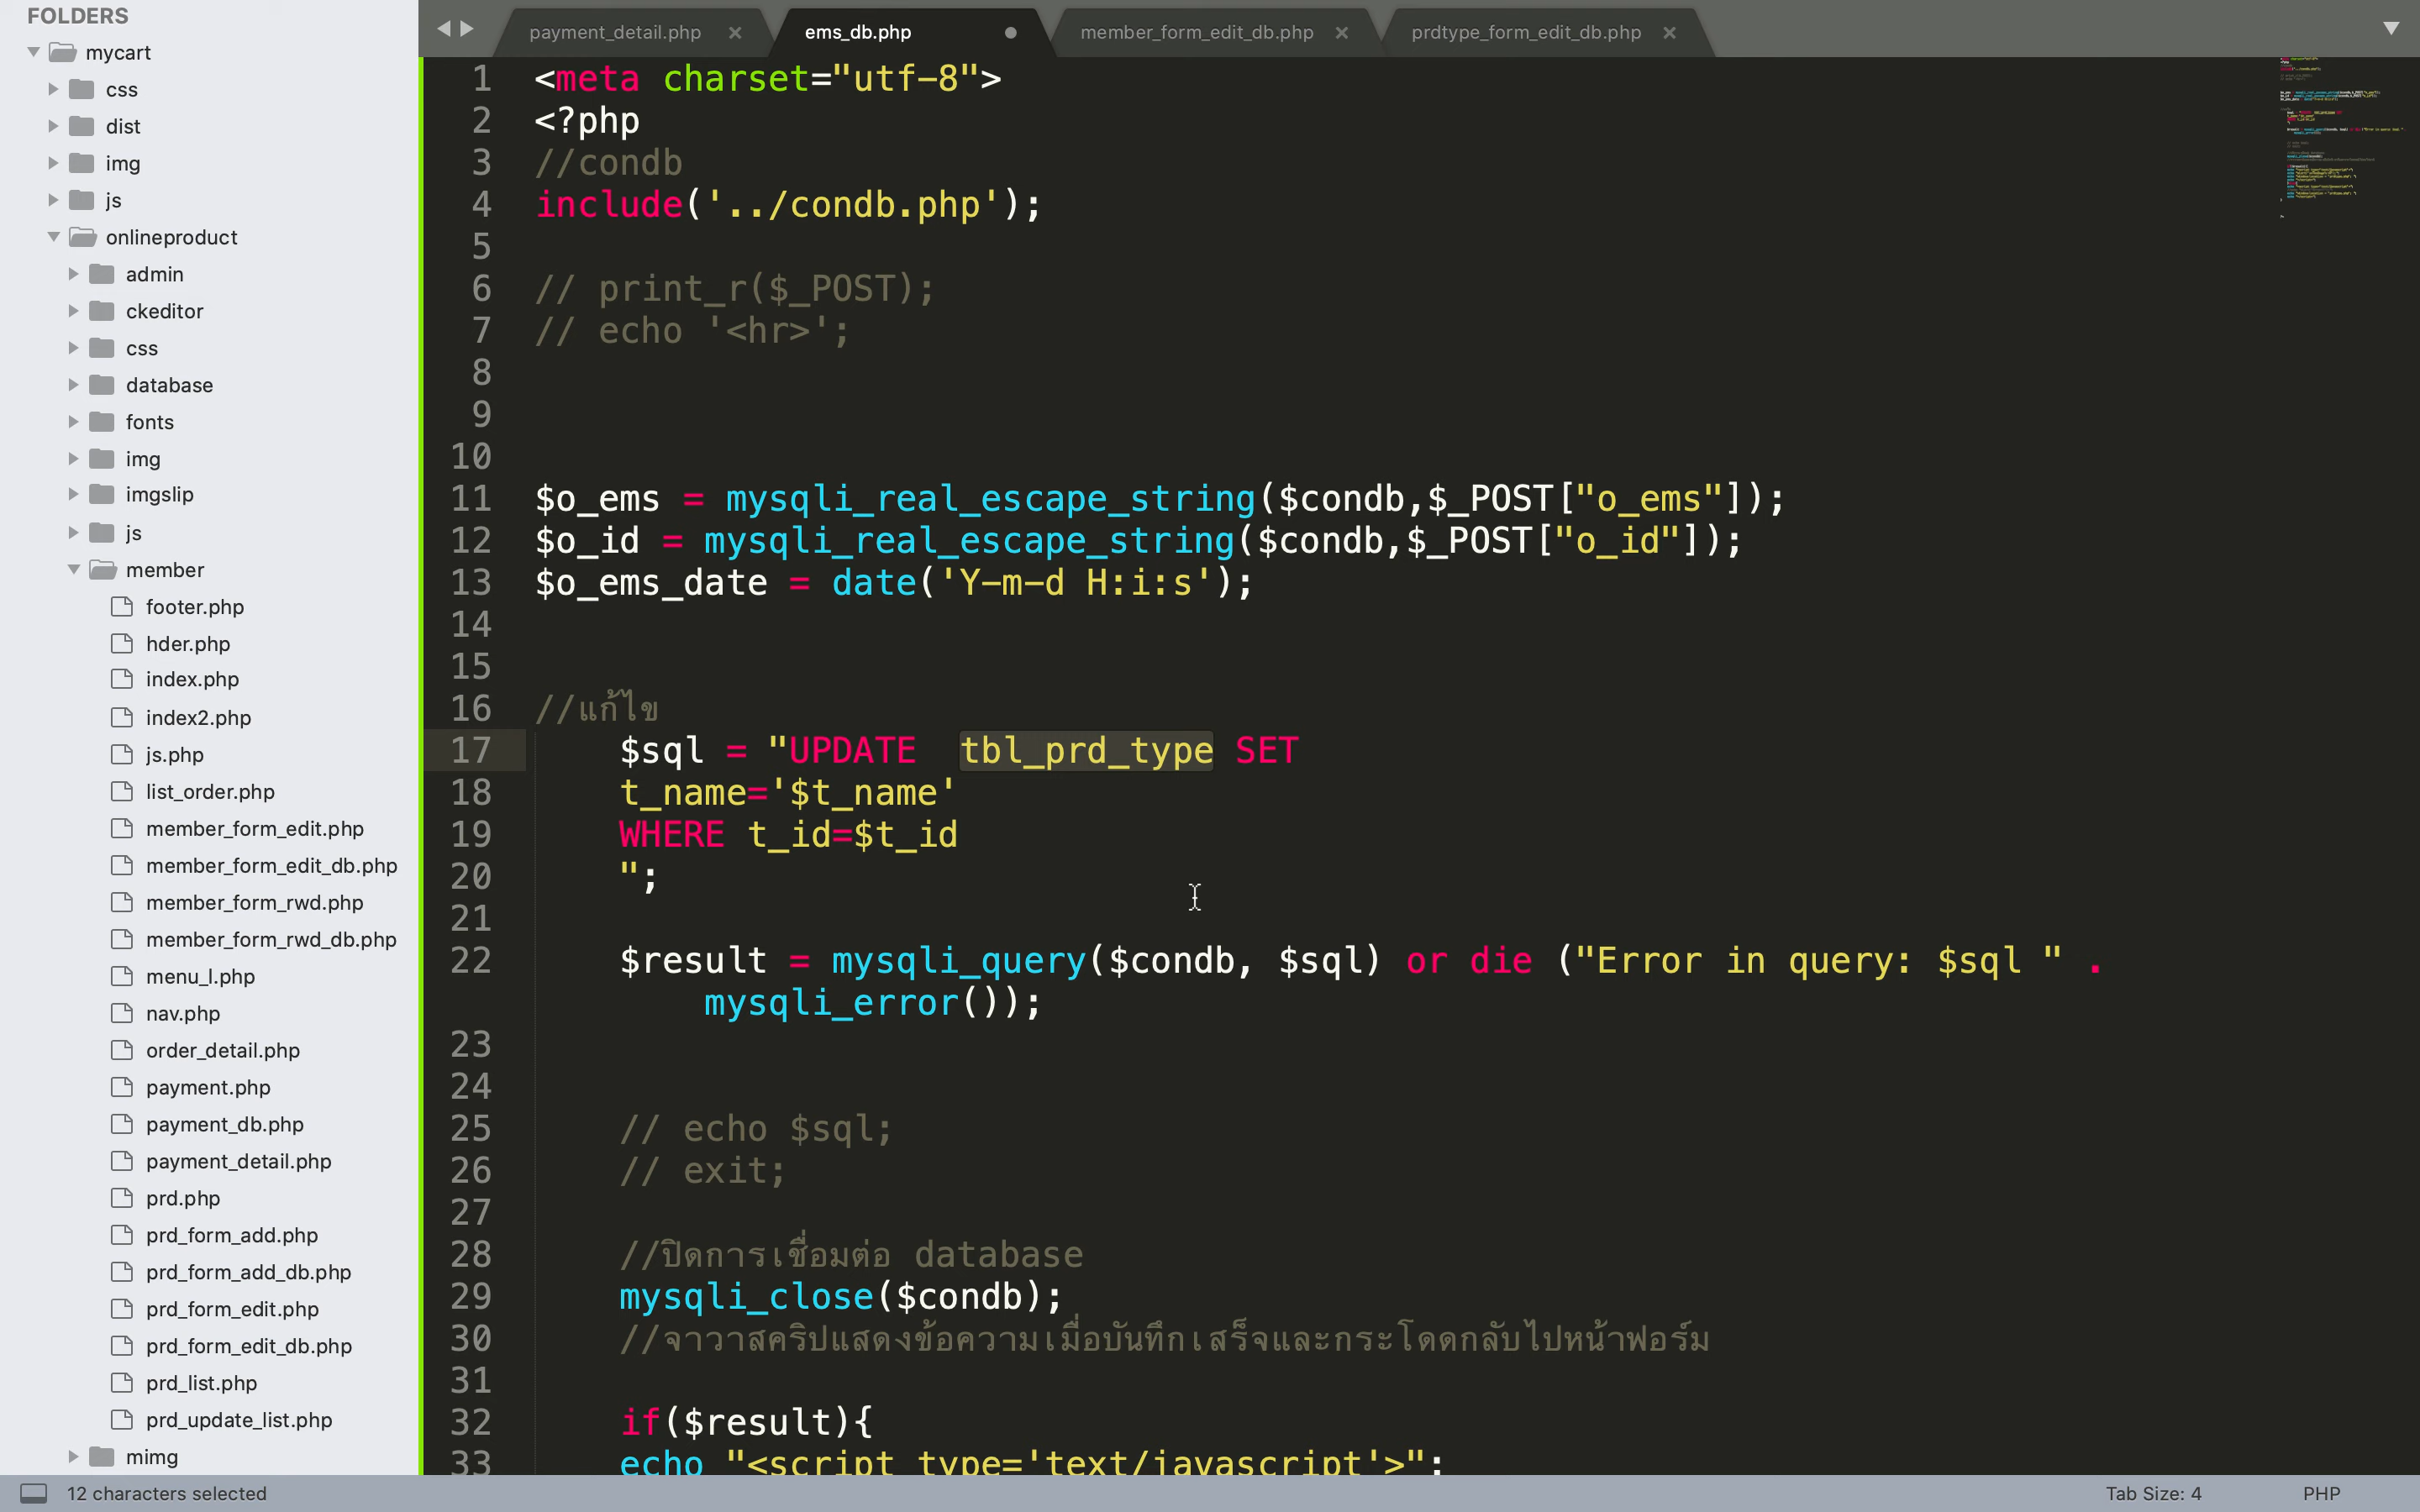 FOLDERS
mycart
css
dist
img
js
onlineproduct
admin
ckeditor
css
database
fonts
img
imgslip
js
member
footer.php
hder.php
index.php
index2.php
js.php
list_order.php
member_form_edit.php
member_form_edit_db.php
member_form_rwd.php
member_form_rwd_db.php
menu_l.php
nav.php
order_detail.php
payment.php
payment_db.php
payment_detail.php
prd.php
prd_form_add.php
prd_form_add_db.php
prd_form_edit.php
prd_form_edit_db.php
prd_list.php
prd_update_list.php
mimg
payment_detail.php × ems_db.php member_form_edit_db.php × prdtype_form_edit_db.php ×
1 <meta charset="utf-8">
2 <?php
3 //condb
4 include('../condb.php');
5
6 // print_r($_POST);
7 // echo '<hr>';
8
9
10
11 $o_ems = mysqli_real_escape_string($condb,$_POST["o_ems"]);
12 $o_id = mysqli_real_escape_string($condb,$_POST["o_id"]);
13 $o_ems_date = date('Y-m-d H:i:s');
14
15
16 //แก้ไข
17 $sql = "UPDATE  tbl_prd_type SET
18 t_name='$t_name'
19 WHERE t_id=$t_id
20 ";
21
22 $result = mysqli_query($condb, $sql) or die ("Error in query: $sql " .
mysqli_error());
23
24
25 // echo $sql;
26 // exit;
27
28 //ปิดการเชื่อมต่อ database
29 mysqli_close($condb);
30 //จาวาสคริปแสดงข้อความเมื่อบันทึกเสร็จและกระโดดกลับไปหน้าฟอร์ม
31
32 if($result){
33 echo "<script type='text/javascript'>";
12 characters selected
Tab Size: 4
PHP